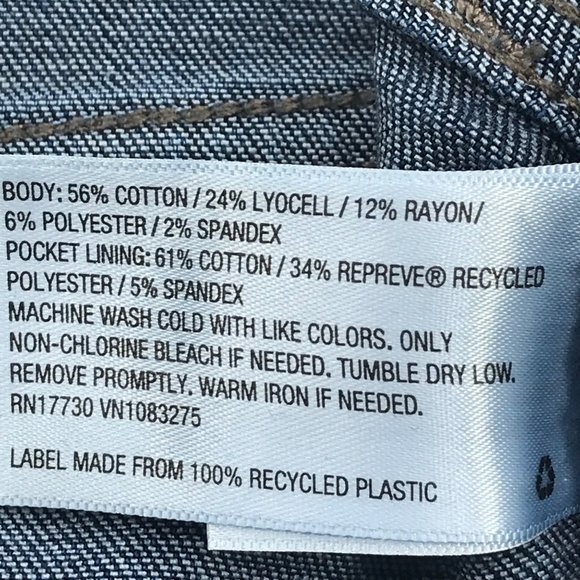 BODY: 56% COTTON / 24% LYOCELL / 12% RAYON/
6% POLYESTER / 2% SPANDEX
POCKET LINING: 61% COTTON / 34% REPREVE® RECYCLED
POLYESTER / 5% SPANDEX
MACHINE WASH COLD WITH LIKE COLORS. ONLY
NON-CHLORINE BLEACH IF NEEDED. TUMBLE DRY LOW.
REMOVE PROMPTLY. WARM IRON IF NEEDED.
RN17730 VN1083275
LABEL MADE FROM 100% RECYCLED PLASTIC